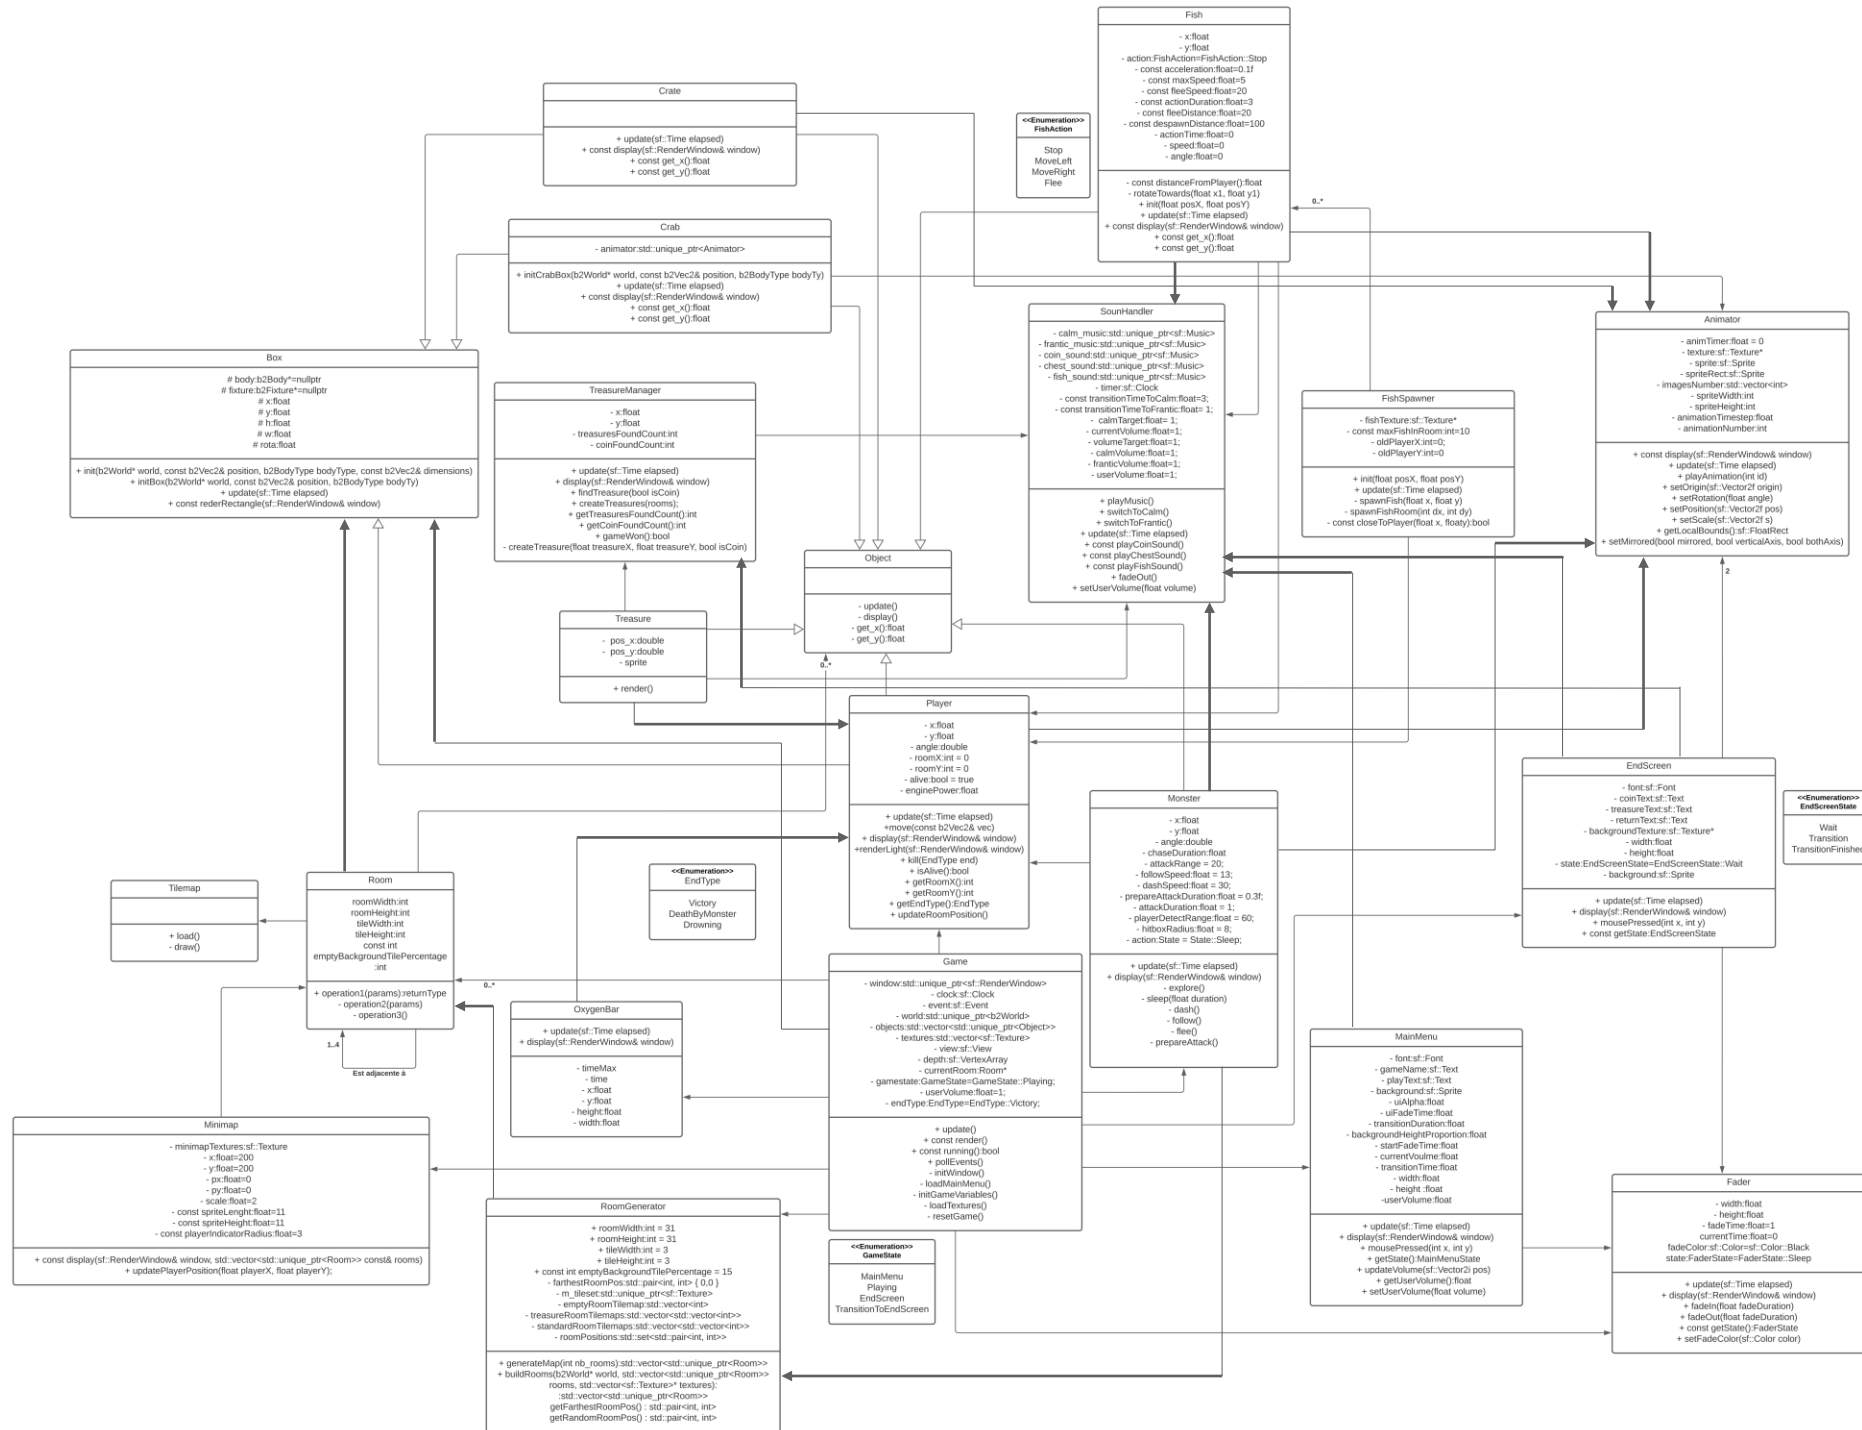 Fish
- x:float
- y:float
- action:FishAction=FishAction::Stop
- const acceleration:float=0.1f
- const maxSpeed:float=5
- const fleeSpeed:float=20
- const actionDuration:float=3
- const fleeDistance:float=20
- const despawnDistance:float=100
- actionTime:float=0
- speed:float=0
- angle:float=0
- const distanceFromPlayer():float
- rotateTowards(float x1, float y1)
+ init(float posX, float posY)
+ update(sf::Time elapsed)
+ const display(sf::RenderWindow& window)
+ const get_x():float
+ const get_y():float
<<Enumeration>>
FishAction
Stop
MoveLeft
MoveRight
Flee
0..*
Crate
+ update(sf::Time elapsed)
+ const display(sf::RenderWindow& window)
+ const get_x():float
+ const get_y():float
Crab
- animator:std::unique_ptr<Animator>
+ initCrabBox(b2World* world, const b2Vec2& position, b2BodyType bodyTy)
+ update(sf::Time elapsed)
+ const display(sf::RenderWindow& window)
+ const get_x():float
+ const get_y():float
Box
# body:b2Body*=nullptr
# fixture:b2Fixture*=nullptr
# x:float
# y:float
# h:float
# w:float
# rota:float
+ init(b2World* world, const b2Vec2& position, b2BodyType bodyType, const b2Vec2& dimensions)
+ initBox(b2World* world, const b2Vec2& position, b2BodyType bodyTy)
+ update(sf::Time elapsed)
+ const rederRectangle(sf::RenderWindow& window)
TreasureManager
- x:float
- y:float
- treasuresFoundCount:int
- coinFoundCount:int
+ update(sf::Time elapsed)
+ display(sf::RenderWindow& window)
+ findTreasure(bool isCoin)
+ createTreasures(rooms);
+ getTreasuresFoundCount():int
+ getCoinFoundCount():int
+ gameWon():bool
- createTreasure(float treasureX, float treasureY, bool isCoin)
SounHandler
- calm_music:std::unique_ptr<sf::Music>
- frantic_music:std::unique_ptr<sf::Music>
- coin_sound:std::unique_ptr<sf::Music>
- chest_sound:std::unique_ptr<sf::Music>
- fish_sound:std::unique_ptr<sf::Music>
- timer:sf::Clock
- const transitionTimeToCalm:float=3;
- const transitionTimeToFrantic:float= 1;
- calmTarget:float= 1;
- currentVolume:float=1;
- volumeTarget:float=1;
- calmVolume:float=1;
- franticVolume:float=1;
- userVolume:float=1;
+ playMusic()
+ switchToCalm()
+ switchToFrantic()
+ update(sf::Time elapsed)
+ const playCoinSound()
+ const playChestSound()
+ const playFishSound()
+ fadeOut()
+ setUserVolume(float volume)
FishSpawner
- fishTexture:sf::Texture*
- const maxFishInRoom:int=10
- oldPlayerX:int=0;
- oldPlayerY:int=0
+ init(float posX, float posY)
+ update(sf::Time elapsed)
- spawnFish(float x, float y)
- spawnFishRoom(int dx, int dy)
- const closeToPlayer(float x, floaty):bool
Animator
- animTimer:float = 0
- texture:sf::Texture*
- sprite:sf::Sprite
- spriteRect:sf::Sprite
- imagesNumber:std::vector<int>
- spriteWidth:int
- spriteHeight:int
- animationTimestep:float
- animationNumber:int
+ const display(sf::RenderWindow& window)
+ update(sf::Time elapsed)
+ playAnimation(int id)
+ setOrigin(sf::Vector2f origin)
+ setRotation(float angle)
+ setPosition(sf::Vector2f pos)
+ setScale(sf::Vector2f s)
+ getLocalBounds():sf::FloatRect
+ setMirrored(bool mirrored, bool verticalAxis, bool bothAxis)
2
Object
- update()
- display()
- get_x():float
- get_y():float
0..*
Treasure
- pos_x:double
- pos_y:double
- sprite
+ render()
Player
- x:float
- y:float
- angle:double
- roomX:int = 0
- roomY:int = 0
- alive:bool = true
- enginePower:float
+ update(sf::Time elapsed)
+move(const b2Vec2& vec)
+ display(sf::RenderWindow& window)
+renderLight(sf::RenderWindow& window)
+ kill(EndType end)
+ isAlive():bool
+ getRoomX():int
+ getRoomY():int
+ getEndType():EndType
+ updateRoomPosition()
Monster
- x:float
- y:float
- angle:double
- chaseDuration:float
- attackRange = 20;
- followSpeed:float = 13;
- dashSpeed:float = 30;
- prepareAttackDuration:float = 0.3f;
- attackDuration:float = 1;
- playerDetectRange:float = 60;
- hitboxRadius:float = 8;
- action:State = State::Sleep;
+ update(sf::Time elapsed)
+ display(sf::RenderWindow& window)
- explore()
- sleep(float duration)
- dash()
- follow()
- flee()
- prepareAttack()
EndScreen
- font:sf::Font
- coinText:sf::Text
- treasureText:sf::Text
- returnText:sf::Text
- backgroundTexture:sf::Texture*
- width:float
- height:float
- state:EndScreenState=EndScreenState::Wait
- background:sf::Sprite
+ update(sf::Time elapsed)
+ display(sf::RenderWindow& window)
+ mousePressed(int x, int y)
+ const getState:EndScreenState
<<Enumeration>>
EndScreenState
Wait
Transition
TransitionFinished
<<Enumeration>>
EndType
Victory
DeathByMonster
Drowning
Tilemap
+ load()
- draw()
Room
roomWidth:int
roomHeight:int
tileWidth:int
tileHeight:int
const int
emptyBackgroundTilePercentage
:int
+ operation1(params):returnType
- operation2(params)
- operation3()
0..*
1..4
Est adjacente à
OxygenBar
+ update(sf::Time elapsed)
+ display(sf::RenderWindow& window)
- timeMax
- time
- x:float
- y:float
- height:float
- width:float
Game
- window:std::unique_ptr<sf::RenderWindow>
- clock:sf::Clock
- event:sf::Event
- world:std::unique_ptr<b2World>
- objects:std::vector<std::unique_ptr<Object>>
- textures:std::vector<sf::Texture>
- view:sf::View
- depth:sf::VertexArray
- currentRoom:Room*
- gamestate:GameState=GameState::Playing;
- userVolume:float=1;
- endType:EndType=EndType::Victory;
+ update()
+ const render()
+ const running():bool
+ pollEvents()
- initWindow()
- loadMainMenu()
- initGameVariables()
- loadTextures()
- resetGame()
MainMenu
- font:sf::Font
- gameName:sf::Text
- playText:sf::Text
- background:sf::Sprite
- uiAlpha:float
- uiFadeTime:float
- transitionDuration:float
- backgroundHeightProportion:float
- startFadeTime:float
- currentVoulme:float
- transitionTime:float
- width:float
- height :float
-userVolume:float
+ update(sf::Time elapsed)
+ display(sf::RenderWindow& window)
+ mousePressed(int x, int y)
+ getState():MainMenuState
+ updateVolume(sf::Vector2i pos)
+ getUserVolume():float
+ setUserVolume(float volume)
Minimap
- minimapTextures:sf::Texture
- x:float=200
- y:float=200
- px:float=0
- py:float=0
- scale:float=2
- const spriteLenght:float=11
- const spriteHeight:float=11
- const playerIndicatorRadius:float=3
+ const display(sf::RenderWindow& window, std::vector<std::unique_ptr<Room>> const& rooms)
+ updatePlayerPosition(float playerX, float playerY);
RoomGenerator
+ roomWidth:int = 31
+ roomHeight:int = 31
+ tileWidth:int = 3
+ tileHeight:int = 3
+ const int emptyBackgroundTilePercentage = 15
- farthestRoomPos:std::pair<int, int> { 0,0 }
- m_tileset:std::unique_ptr<sf::Texture>
- emptyRoomTilemap:std::vector<int>
- treasureRoomTilemaps:std::vector<std::vector<int>>
- standardRoomTilemaps:std::vector<std::vector<int>>
- roomPositions:std::set<std::pair<int, int>>
+ generateMap(int nb_rooms):std::vector<std::unique_ptr<Room>>
+ buildRooms(b2World* world, std::vector<std::unique_ptr<Room>>
rooms, std::vector<sf::Texture>* textures):
:std::vector<std::unique_ptr<Room>>
getFarthestRoomPos() : std::pair<int, int>
getRandomRoomPos() : std::pair<int, int>
<<Enumeration>>
GameState
MainMenu
Playing
EndScreen
TransitionToEndScreen
Fader
- width:float
- height:float
- fadeTime:float=1
currentTime:float=0
fadeColor:sf::Color=sf::Color::Black
state:FaderState=FaderState::Sleep
+ update(sf::Time elapsed)
+ display(sf::RenderWindow& window)
+ fadeIn(float fadeDuration)
+ fadeOut(float fadeDuration)
+ const getState():FaderState
+ setFadeColor(sf::Color color)